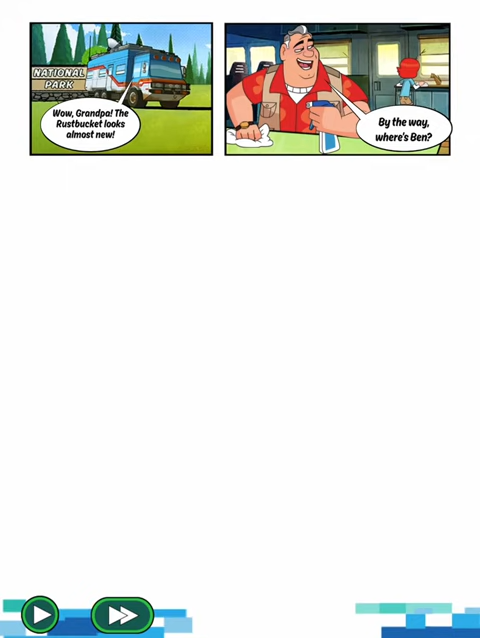 NATIONAL
PARK
Wow, Grandpa! The
Rustbucket looks
almost new!
By the way,
where's Ben?